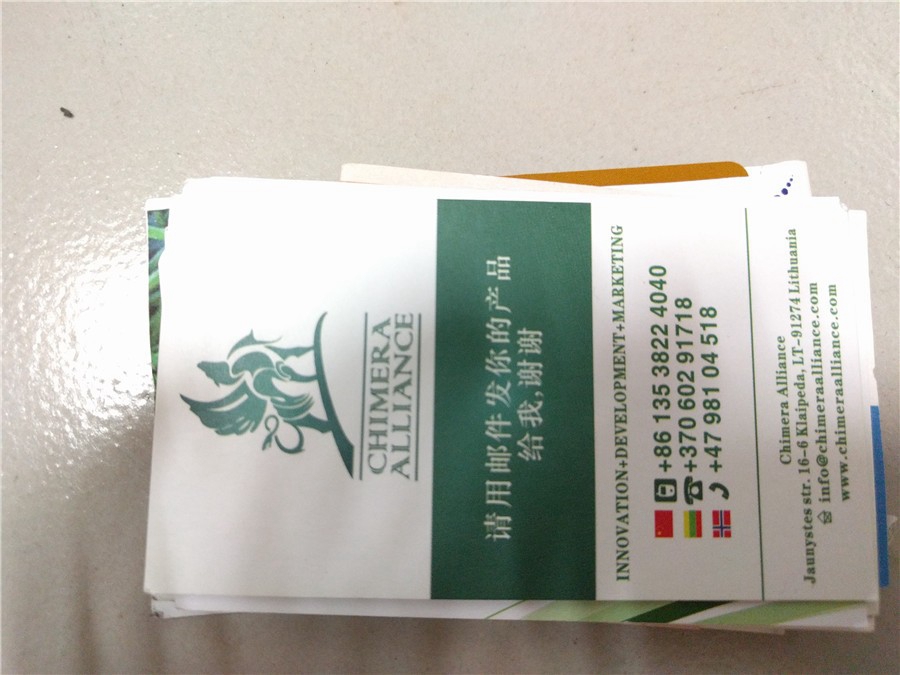 CHIMERA
ALLIANCE
请用邮件发你的产品
给我,谢谢
INNOVATION+DEVELOPMENT+MARKETING
+86 135 3822 4040
+370 602 91718
+47 981 04 518
Chimera Alliance
Jaunystes str. 16-6 Klaipeda, LT-91274 Lithuania
info@chimeraalliance.com
www.chimeraalliance.com